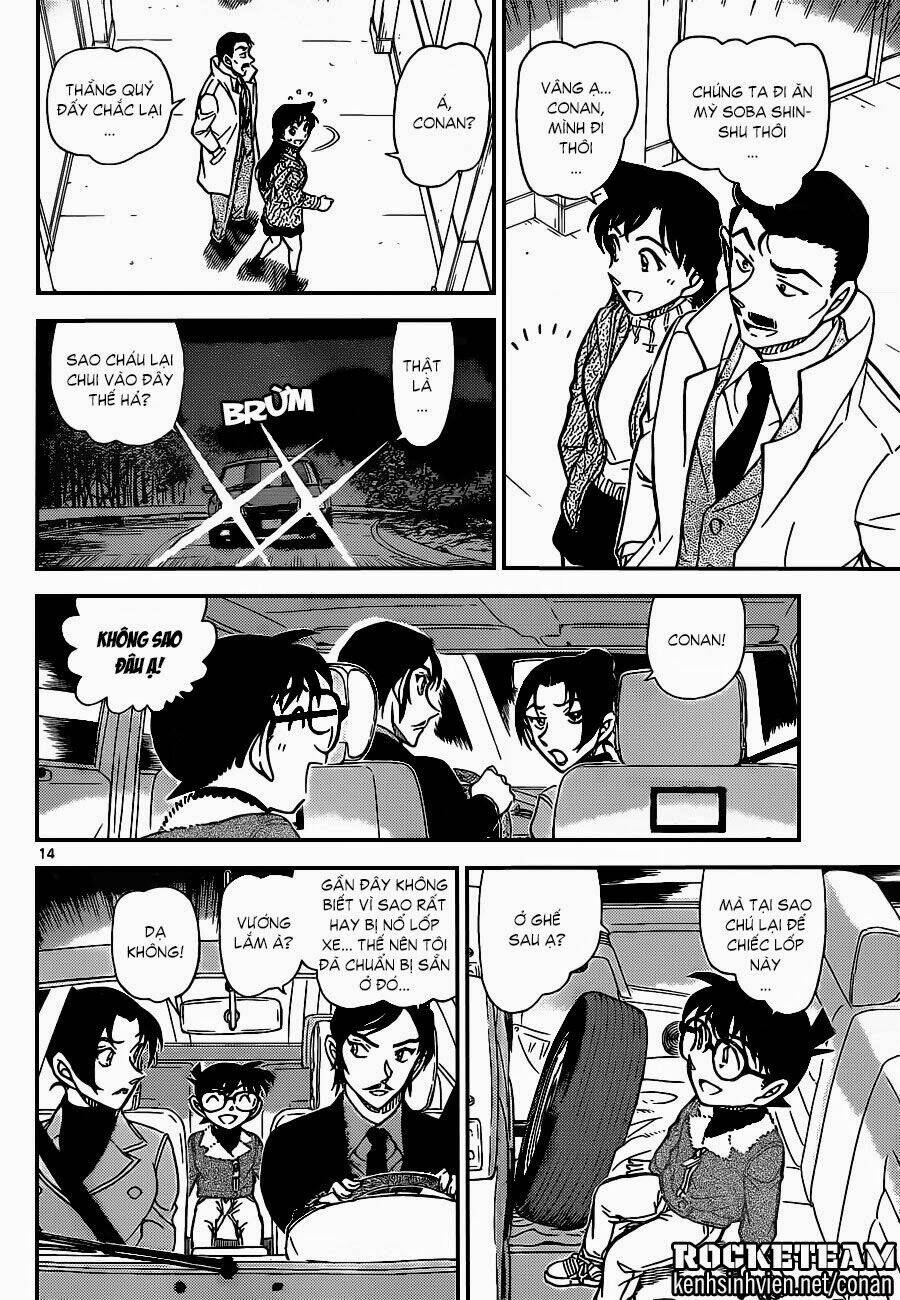 CHÚNG TA ĐI ĂN
MỲ SOBA SHIN-
SHU THÔI
VÂNG Ạ...
CONAN,
MÌNH ĐI
THÔI
...
Á,
CONAN?
THẰNG QUỶ
ĐẤY CHẮC LẠI
...
THẬT
LÀ
...
BRỪM
SAO CHÁU LẠI
CHUI VÀO ĐÂY
THẾ HẢ?
CONAN!
KHÔNG SAO
ĐÂU Ạ!
14
MÀ TẠI SAO
CHÚ LẠI ĐỂ
CHIẾC LỐP
NÀY
...
Ở GHẾ
SAU Ạ?
GẦN ĐÂY KHÔNG
BIẾT VÌ SAO RẤT
HAY BỊ NỔ LỐP
XE... THẾ NÊN TÔI
ĐÃ CHUẨN BỊ SẴN
Ở ĐÓ...
VƯỚNG
LẮM À?
DẠ
KHÔNG!
ROCKETEAM
kenhsinhvien.net/conan